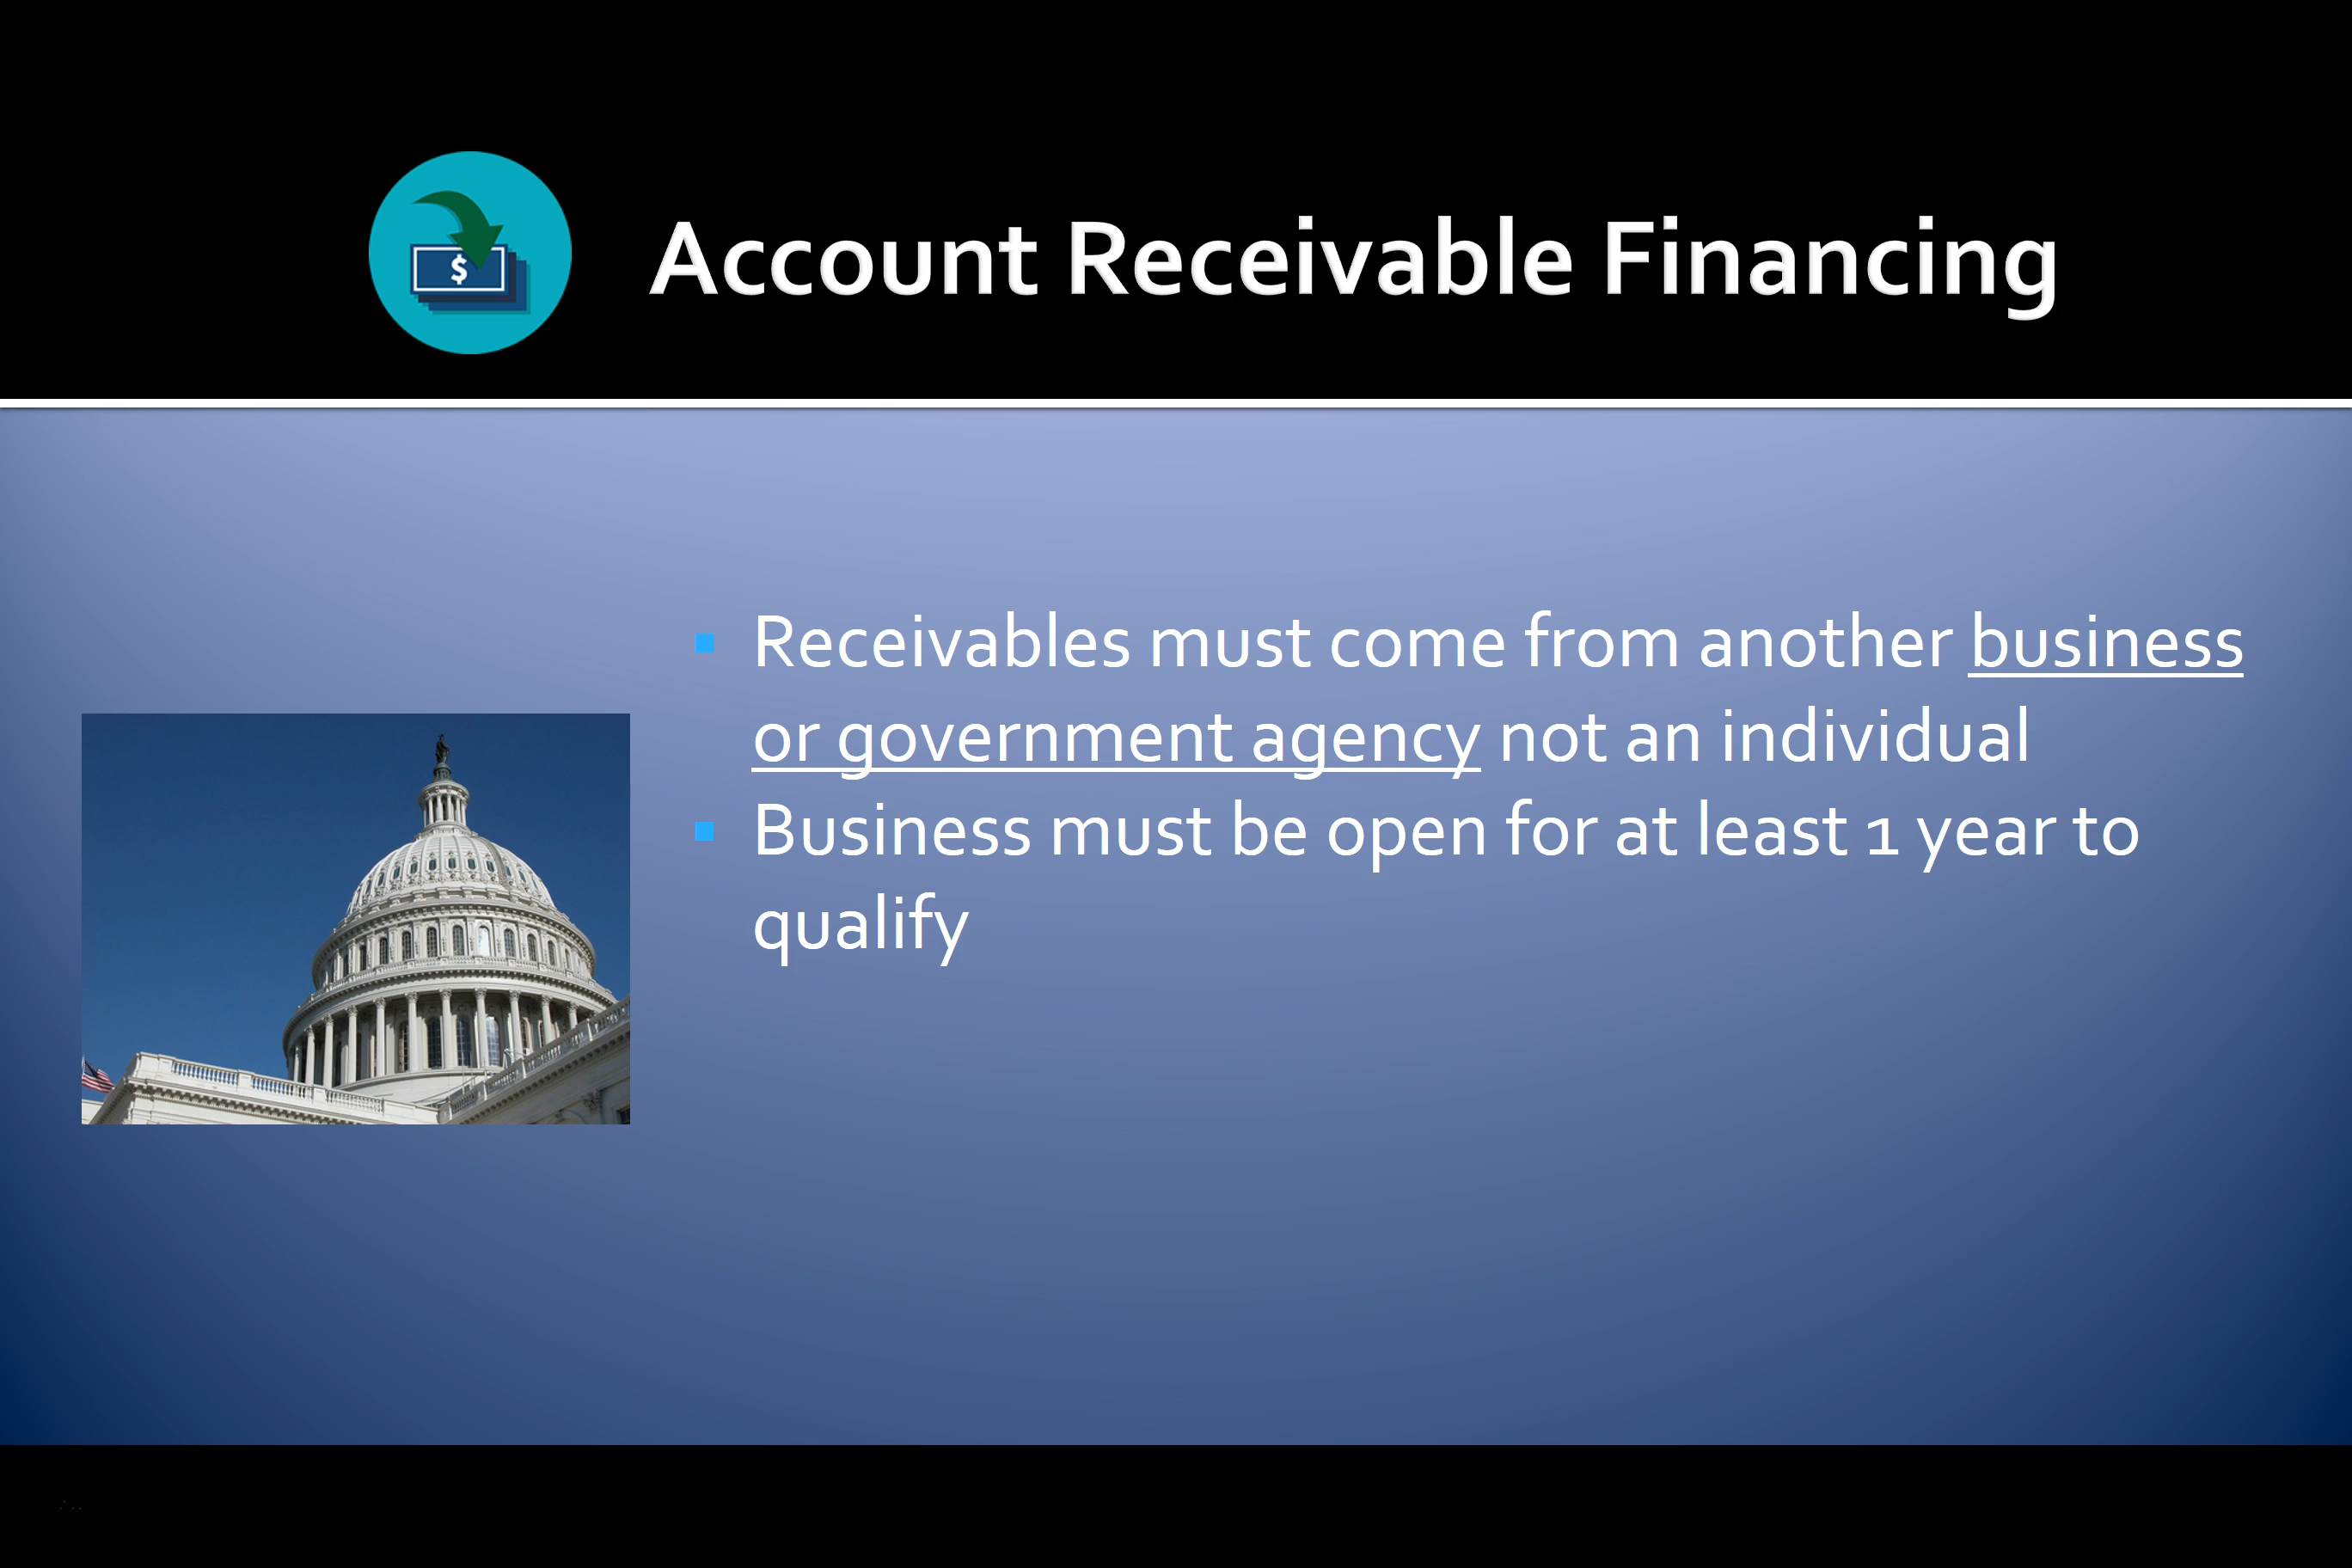 $
Account Receivable Financing
Receivables must come from another business
or government agency not an individual
Business must be open for at least 1 year to
qualify